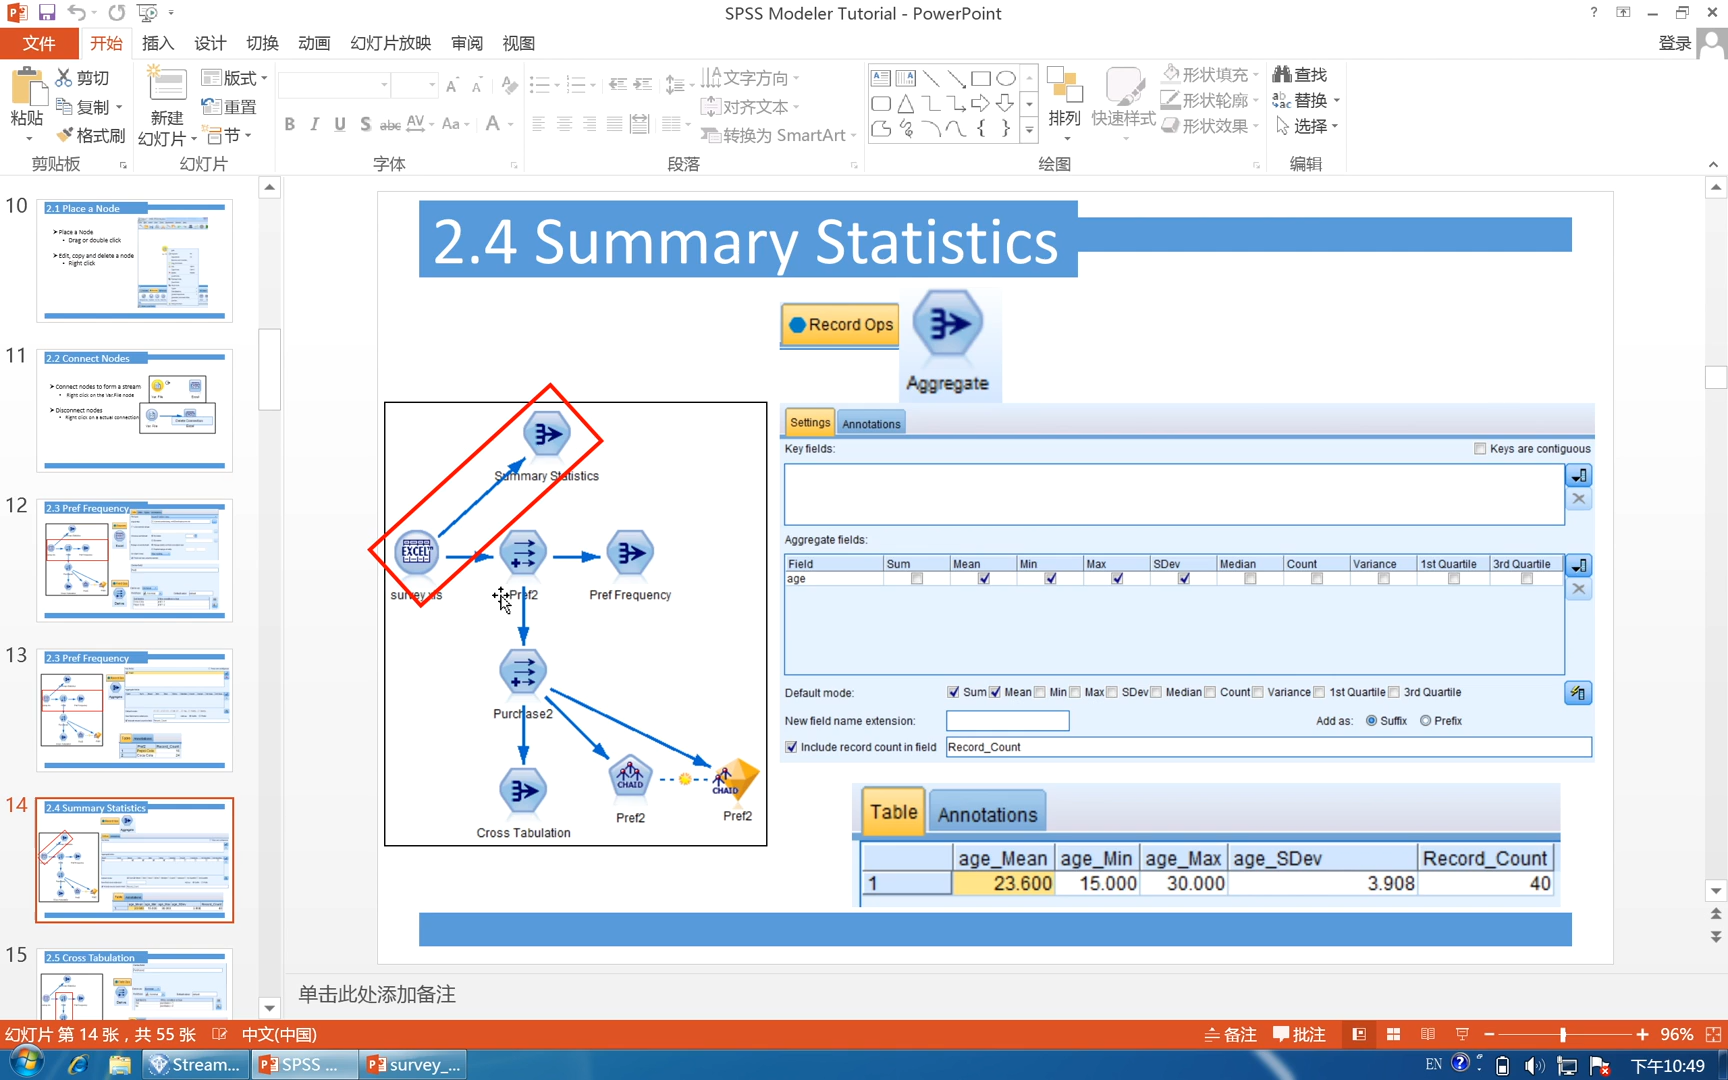 SPSS Modeler Tutorial - PowerPoint
文件 开始 插入 设计 切换 动画 幻灯片放映 审阅 视图 登录
剪切 复制 格式刷 粘贴 剪贴板
新建幻灯片 版式 重置 节 幻灯片
B I U S abc AV Aa A 字体
文字方向 对齐文本 转换为 SmartArt 段落
排列 快速样式 形状填充 形状轮廓 形状效果 绘图
查找 替换 选择 编辑
10
2.1 Place a Node
Place a Node
Drag or double click
Edit, copy and delete a node
Right click
11
2.2 Connect Nodes
Connect nodes to form a stream
Right click on the Var.File node
Disconnect nodes
Right click on a actual connection
12
2.3 Pref Frequency
13
2.3 Pref Frequency
14
2.4 Summary Statistics
15
2.5 Cross Tabulation
2.4 Summary Statistics
Record Ops
Aggregate
Summary Statistics
EXCEL
survey.xls
Pref2
Pref Frequency
Purchase2
Cross Tabulation
CHAID
Pref2
CHAID
Pref2
Settings Annotations
Key fields: Keys are contiguous
Aggregate fields:
Field Sum Mean Min Max SDev Median Count Variance 1st Quartile 3rd Quartile
age
Default mode: Sum Mean Min Max SDev Median Count Variance 1st Quartile 3rd Quartile
New field name extension: Add as: Suffix Prefix
Include record count in field Record_Count
Table Annotations
age_Mean age_Min age_Max age_SDev Record_Count
1 23.600 15.000 30.000 3.908 40
单击此处添加备注
幻灯片 第 14 张，共 55 张 中文(中国) 备注 批注 96%
Stream... SPSS ... survey_... EN 下午10:49